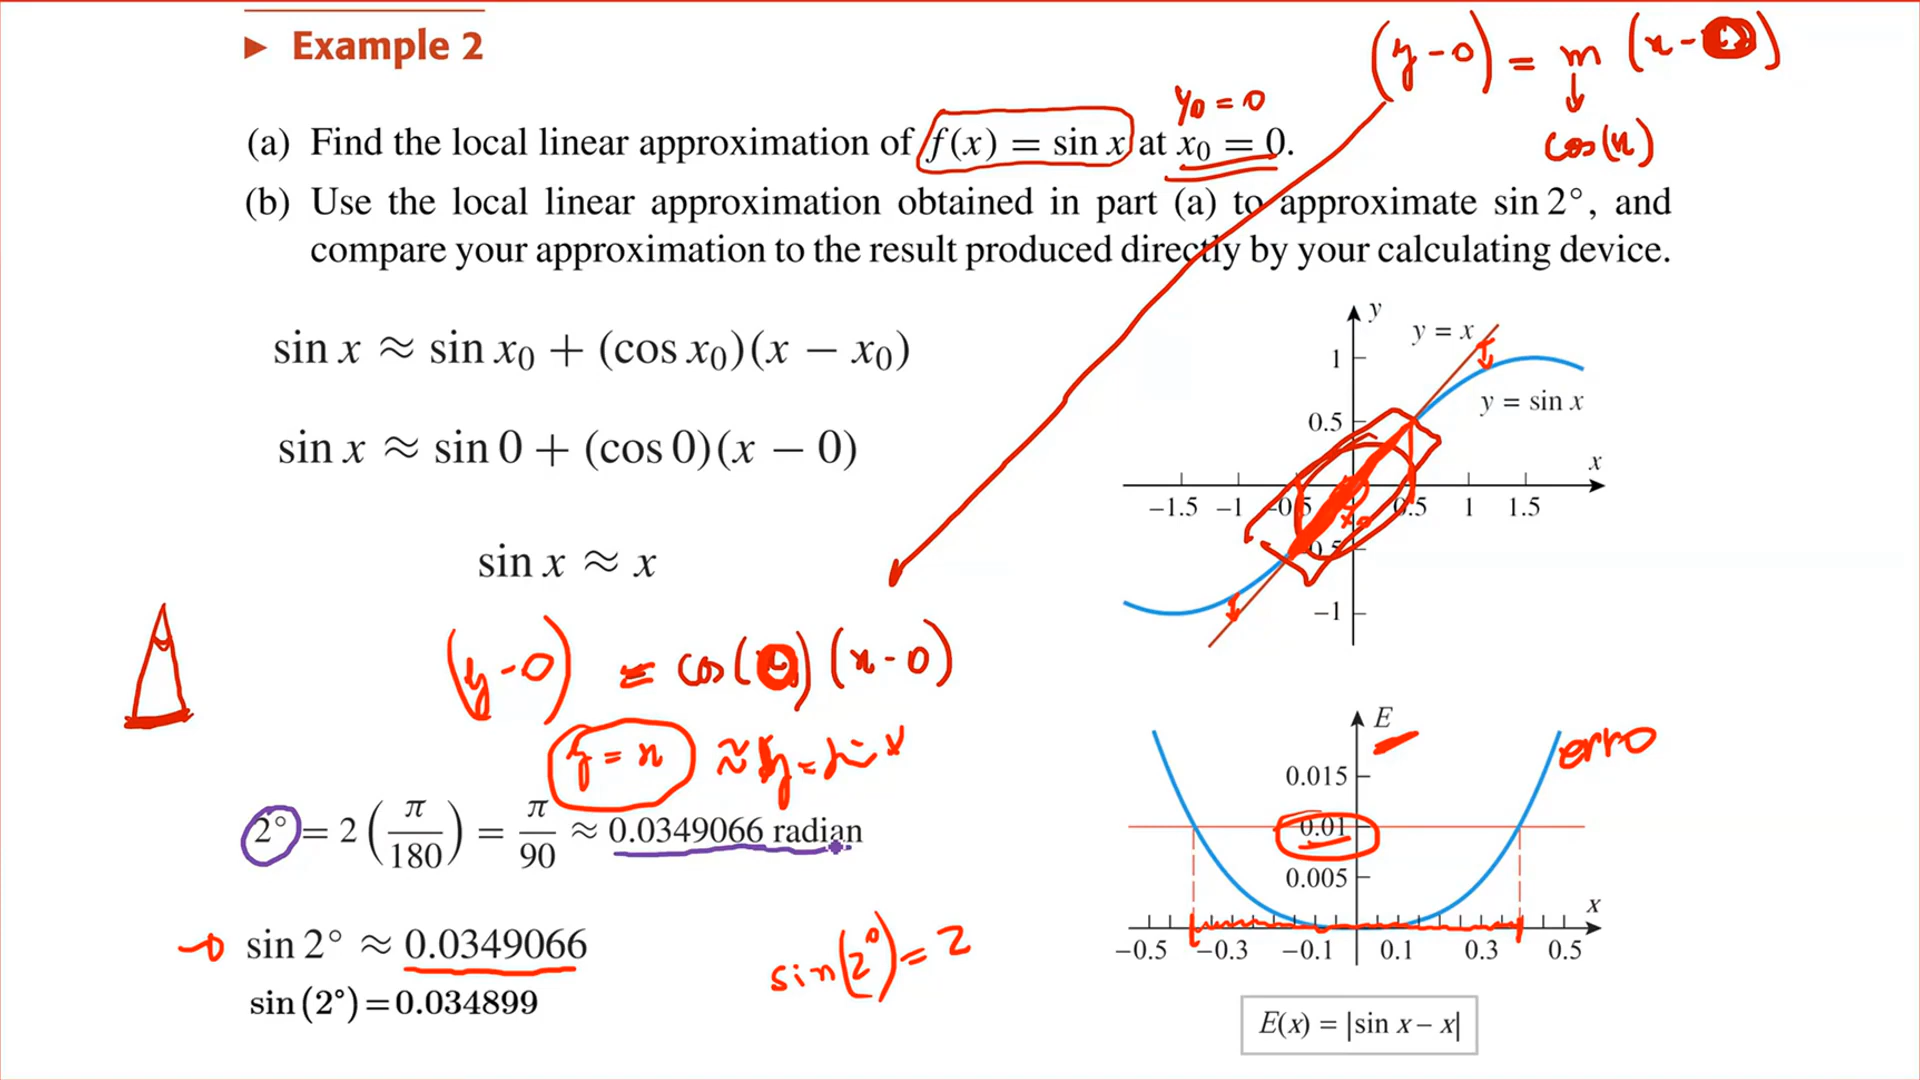 Example 2
(y-0) = m (x-0)
y0 = 0
cos(x)
(a) Find the local linear approximation of f(x) = sin x at x₀ = 0.
(b) Use the local linear approximation obtained in part (a) to approximate sin 2°, and
compare your approximation to the result produced directly by your calculating device.
sin x ≈ sin x₀ + (cos x₀)(x − x₀)
sin x ≈ sin 0 + (cos 0)(x − 0)
sin x ≈ x
(y-0) = cos(0)(x-0)
y = x ≈ y = sin x
2° = 2(π/180) = π/90 ≈ 0.0349066 radian
sin 2° ≈ 0.0349066
sin(2°)=0.034899
sin(2°) = 2
y
y = x
1
y = sin x
0.5
x
−1.5 −1 −0.5 0.5 1 1.5
x0
−1
E
erro
0.015
0.01
0.005
x
−0.5 −0.3 −0.1 0.1 0.3 0.5
E(x) = |sin x − x|